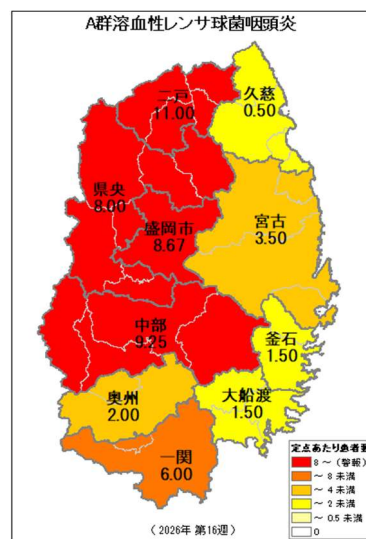 A群溶血性レンサ球菌咽頭炎
二戸
11.00
久慈
0.50
県央
8.00
盛岡市
8.67
宮古
3.50
中部
9.25
釜石
1.50
奥州
2.00
大船渡
1.50
一関
6.00
定点あたり患者
8 ～ (警報)
～ 8 未満
～ 4 未満
～ 2 未満
～ 0.5 未満
0
(2026年 第16週)